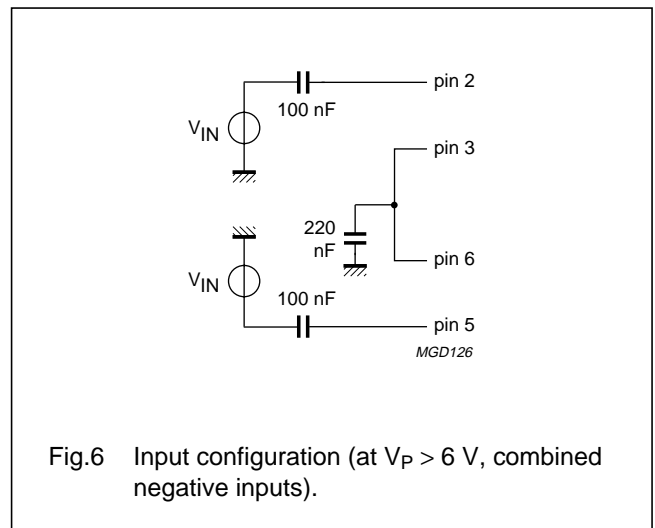 pin 2
100 nF
V_IN
pin 3
220
nF
pin 6
V_IN
100 nF
pin 5
MGD126
Fig.6 Input configuration (at V_P > 6 V, combined
negative inputs).